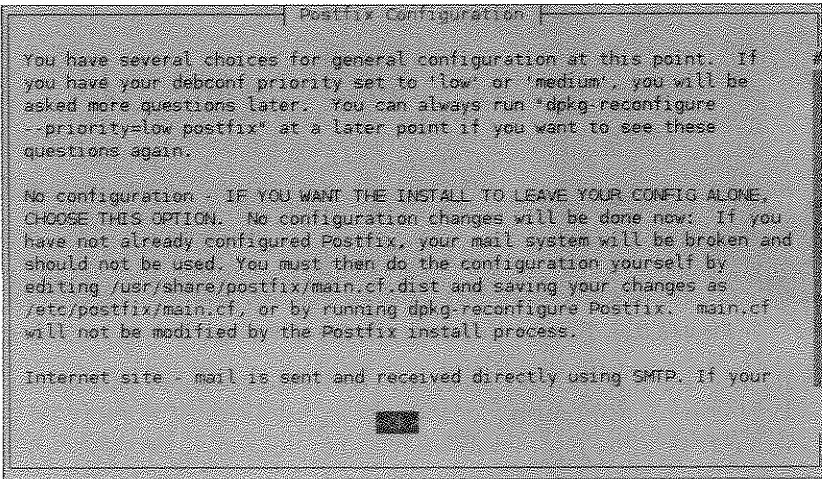 Postfix Configuration
You have several choices for general configuration at this point. If
you have your debconf priority set to 'low' or 'medium', you will be
asked more questions later. You can always run "dpkg-reconfigure
--priority=low postfix" at a later point if you want to see these
questions again.
No configuration - IF YOU WANT THE INSTALL TO LEAVE YOUR CONFIG ALONE,
CHOOSE THIS OPTION. No configuration changes will be done now: If you
have not already configured Postfix, your mail system will be broken and
should not be used. You must then do the configuration yourself by
editing /usr/share/postfix/main.cf.dist and saving your changes as
/etc/postfix/main.cf, or by running dpkg-reconfigure Postfix. main.cf
will not be modified by the Postfix install process.
Internet site - mail is sent and received directly using SMTP. If your